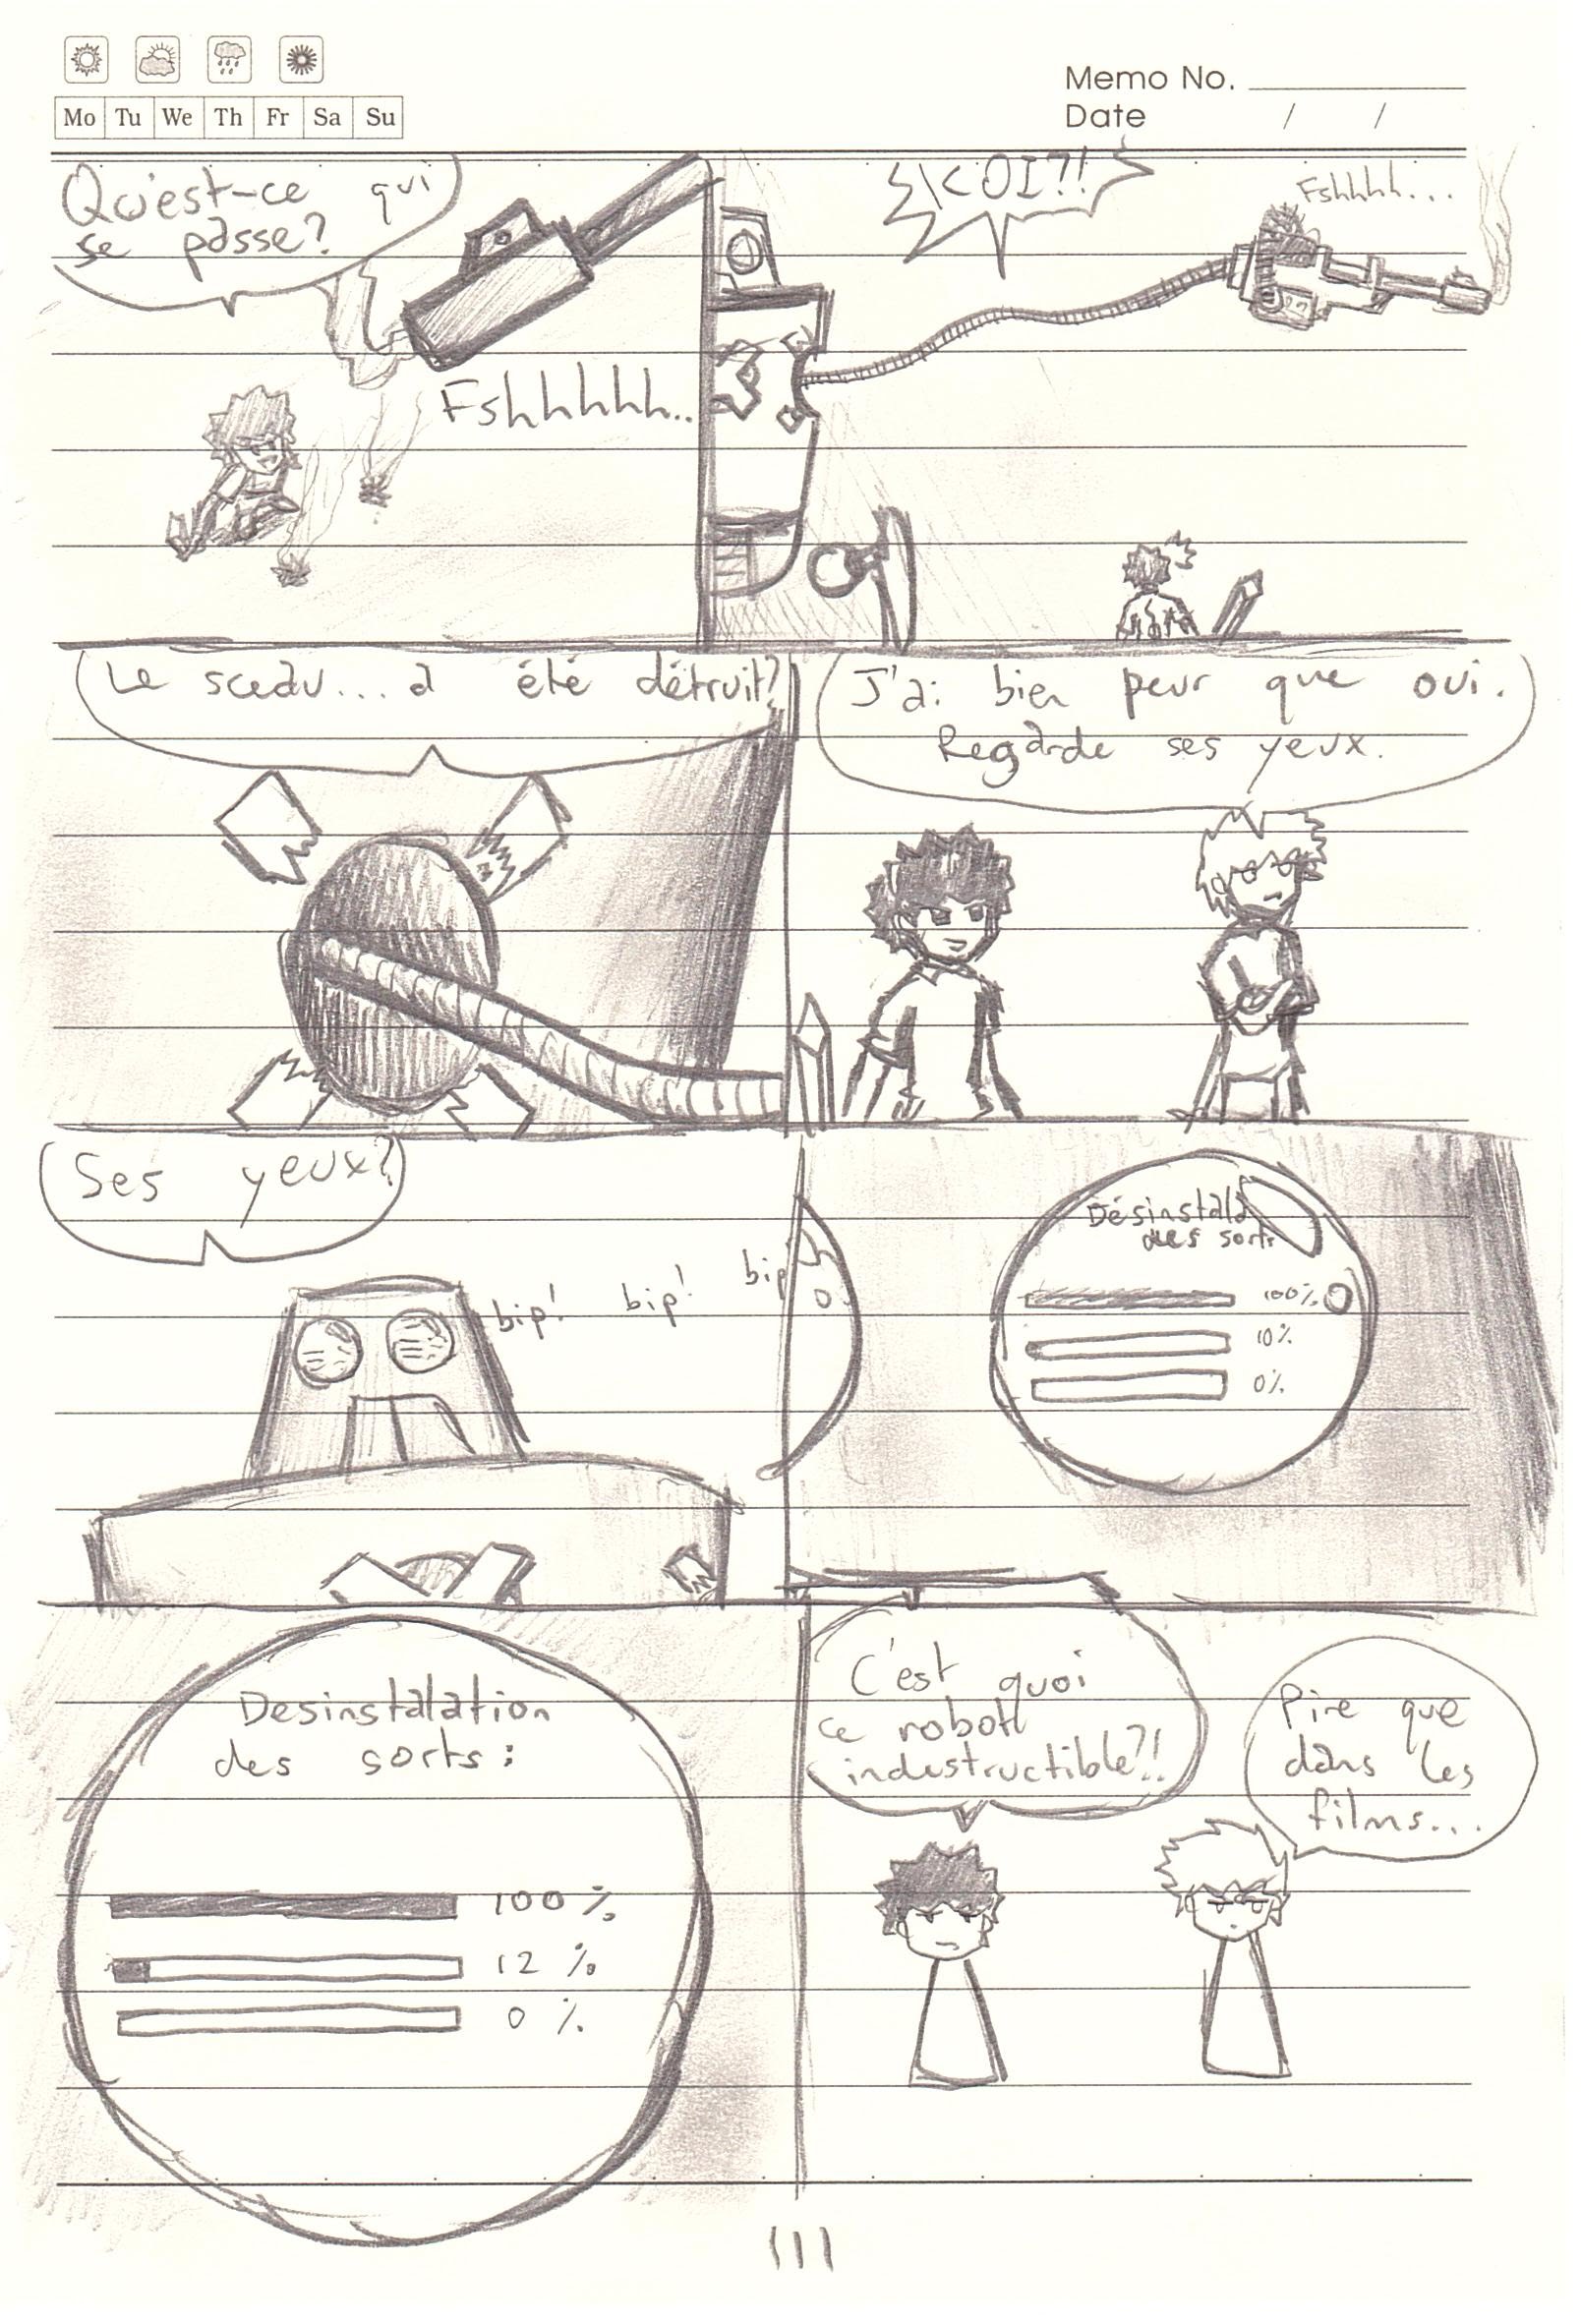 Mo Tu We Th Fr Sa Su
Memo No.
Date / /
Qu'est-ce qui
se passe?
Fshhhhhh..
KOI?!
Fshhhh...
Le sceau... a été détruit?
J'ai bien peur que oui.
Regarde ses yeux.
Ses yeux?
bip! bip! bip
Désinstala
des sorts
100%
10%
0%
Desinstalation
des sorts :
100 %
12 %
0 %
C'est quoi
ce robot
indestructible?!
Pire que
dans les
films...
111